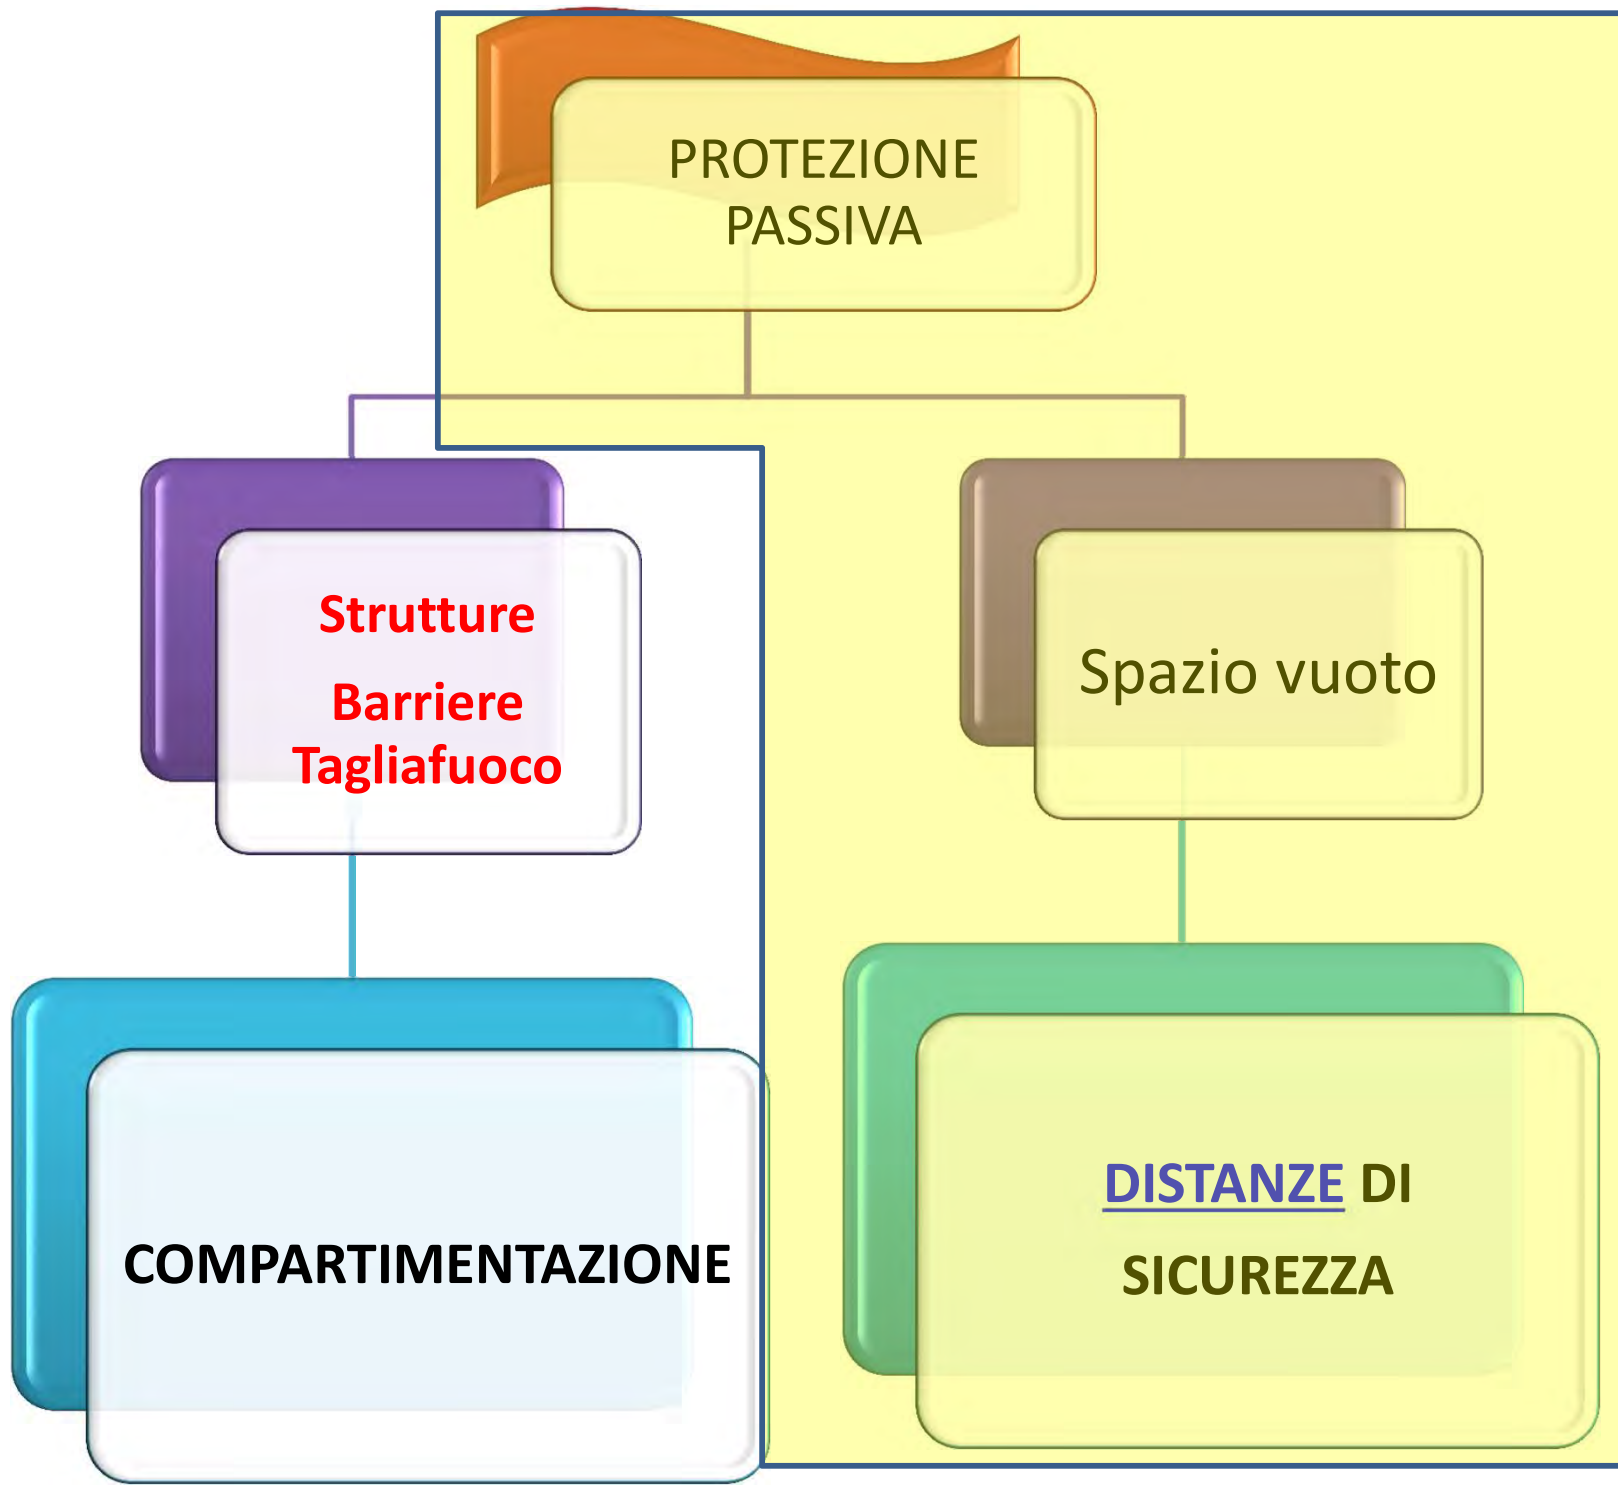 PROTEZIONE
PASSIVA
Strutture
Barriere
Tagliafuoco
Spazio vuoto
COMPARTIMENTAZIONE
DISTANZE DI
SICUREZZA